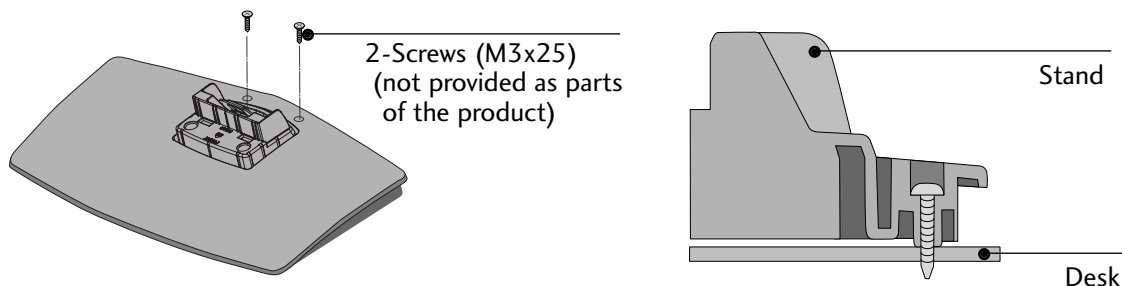 2-Screws (M3x25)
(not provided as parts
of the product)
Stand
Desk